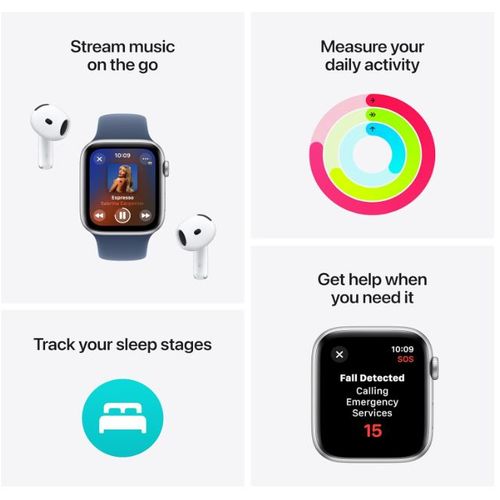 Stream music
on the go
10:09
Espresso
Sabrina Carpenter
Measure your
daily activity
Track your sleep stages
Get help when
you need it
10:09
SOS
Fall Detected
Calling
Emergency
Services
15